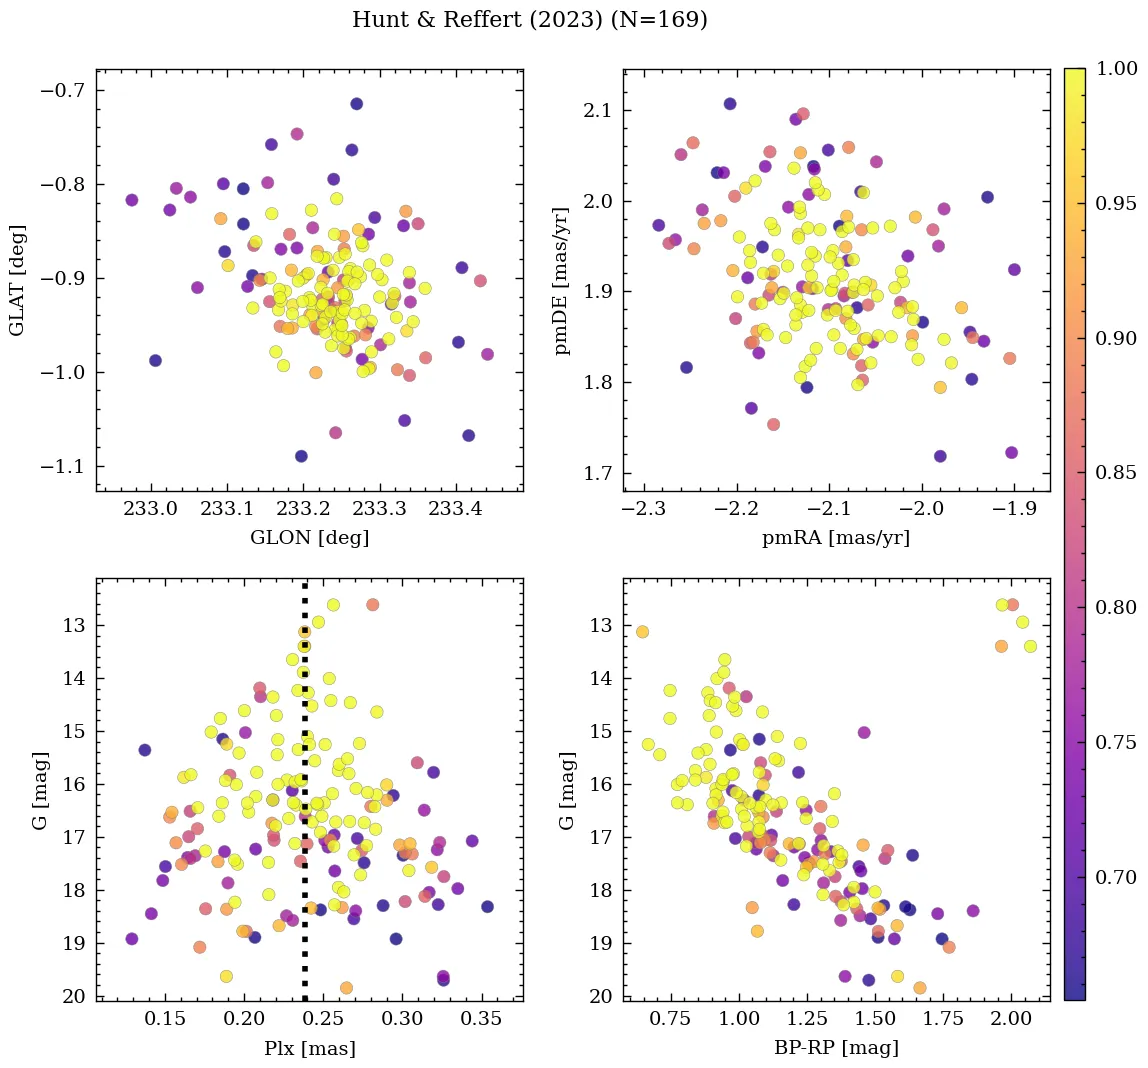 Hunt & Reffert (2023) (N=169)
−0.7
−0.8
−0.9
−1.0
−1.1
GLAT [deg]
233.0 233.1 233.2 233.3 233.4
GLON [deg]
2.1
2.0
1.9
1.8
1.7
pmDE [mas/yr]
−2.3 −2.2 −2.1 −2.0 −1.9
pmRA [mas/yr]
13
14
15
16
17
18
19
20
G [mag]
0.15 0.20 0.25 0.30 0.35
Plx [mas]
13
14
15
16
17
18
19
20
G [mag]
0.75 1.00 1.25 1.50 1.75 2.00
BP-RP [mag]
1.00
0.95
0.90
0.85
0.80
0.75
0.70